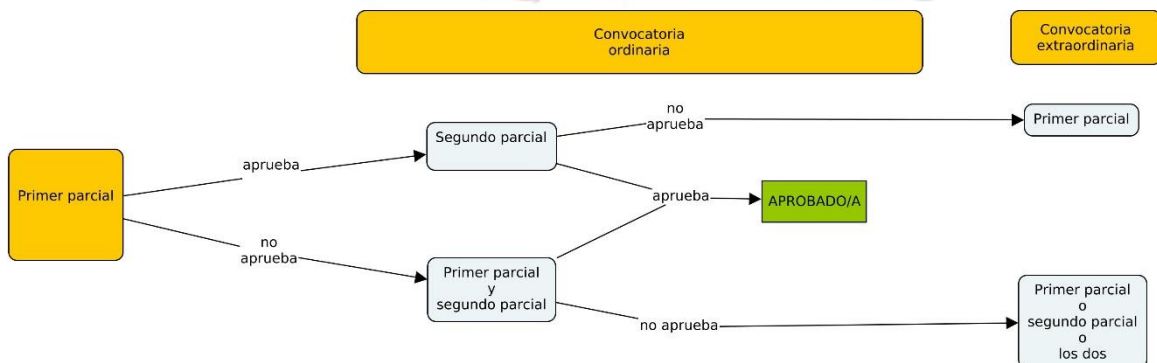 Convocatoria
ordinaria
Convocatoria
extraordinaria
no
aprueba
Primer parcial
Segundo parcial
aprueba
Primer parcial
aprueba
APROBADO/A
no
aprueba
Primer parcial
y
segundo parcial
no aprueba
Primer parcial
o
segundo parcial
o
los dos